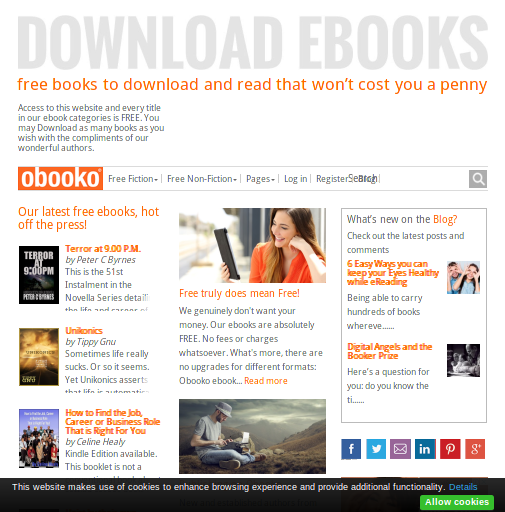 DOWNLOAD EBOOKS
free books to download and read that won't cost you a penny
Access to this website and every title
in our ebook categories is FREE. You
may Download as many books as you
wish with the compliments of our
wonderful authors.
obooko
Free Fiction
Free Non-Fiction
Pages
Log in
Register
Blog
Search
Our latest free ebooks, hot
off the press!
TERROR
AT
9:00PM
PETER C BYRNES
Terror at 9.00 P.M.
by Peter C Byrnes
This is the 51st
Instalment in the
Novella Series detail
the life and career of
Unikonics
by Tippy Gnu
Sometimes life really
sucks. Or so it seems.
Yet Unikonics asserts
that life is automatica
How to Find the Job,
Career or Business Role
That is Right For You
by Celine Healy
Kindle Edition available.
This booklet is not a
Free truly does mean Free!
We genuinely don't want your
money. Our ebooks are absolutely
FREE. No fees or charges
whatsoever. What's more, there are
no upgrades for different formats:
Obooko ebook... Read more
What's new on the Blog?
Check out the latest posts and
comments
6 Easy Ways you can
keep your Eyes Healthy
while eReading
Being able to carry
hundreds of books
whereve......
Digital Angels and the
Booker Prize
Here's a question for
you: do you know the
ti......
This website makes use of cookies to enhance browsing experience and provide additional functionality. Details
Allow cookies